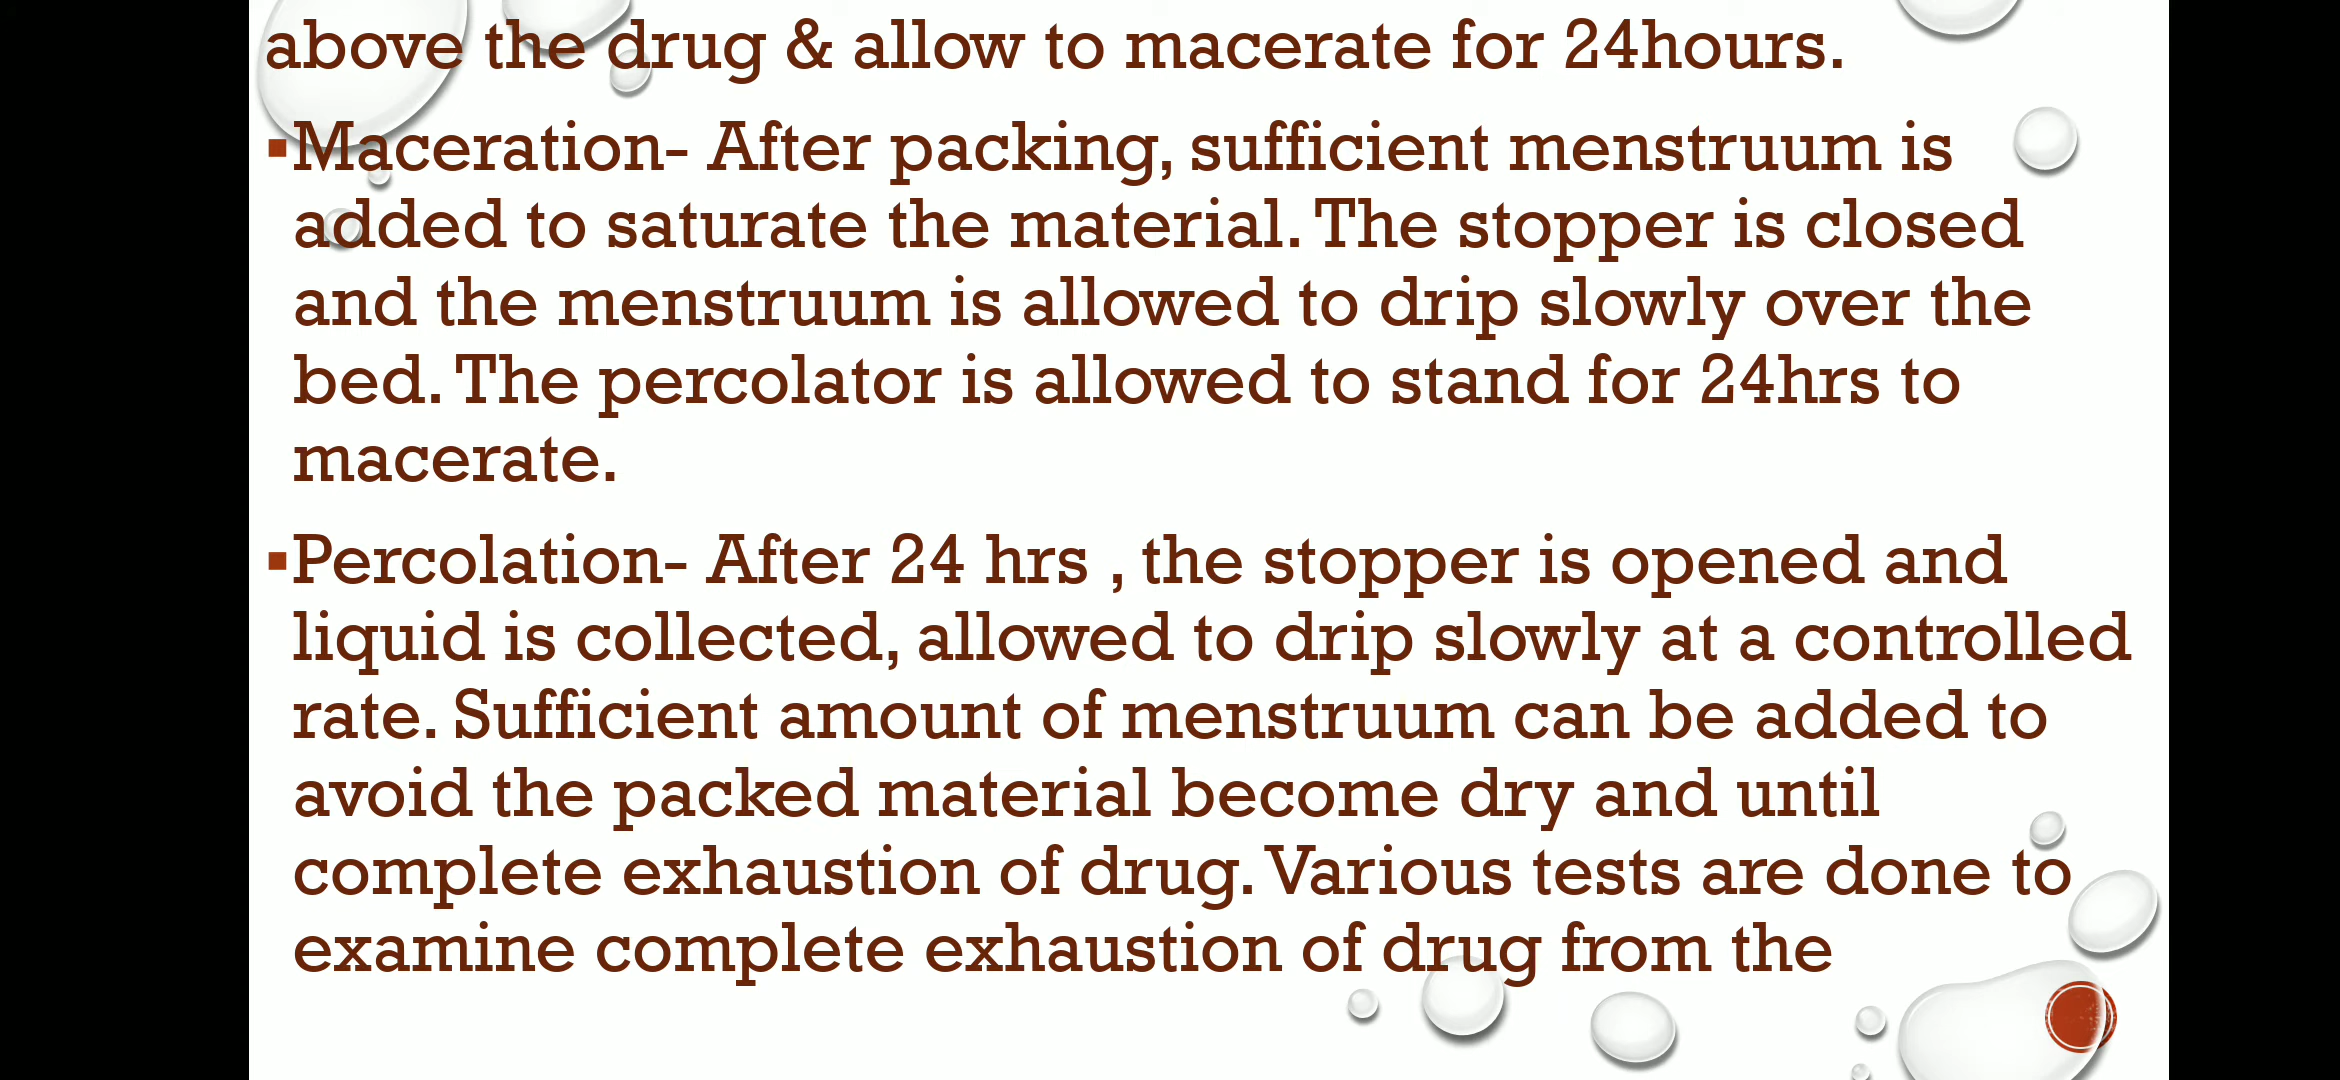 above the drug & allow to macerate for 24hours.
▪Maceration- After packing, sufficient menstruum is
added to saturate the material. The stopper is closed
and the menstruum is allowed to drip slowly over the
bed. The percolator is allowed to stand for 24hrs to
macerate.
▪Percolation- After 24 hrs , the stopper is opened and
liquid is collected, allowed to drip slowly at a controlled
rate. Sufficient amount of menstruum can be added to
avoid the packed material become dry and until
complete exhaustion of drug. Various tests are done to
examine complete exhaustion of drug from the